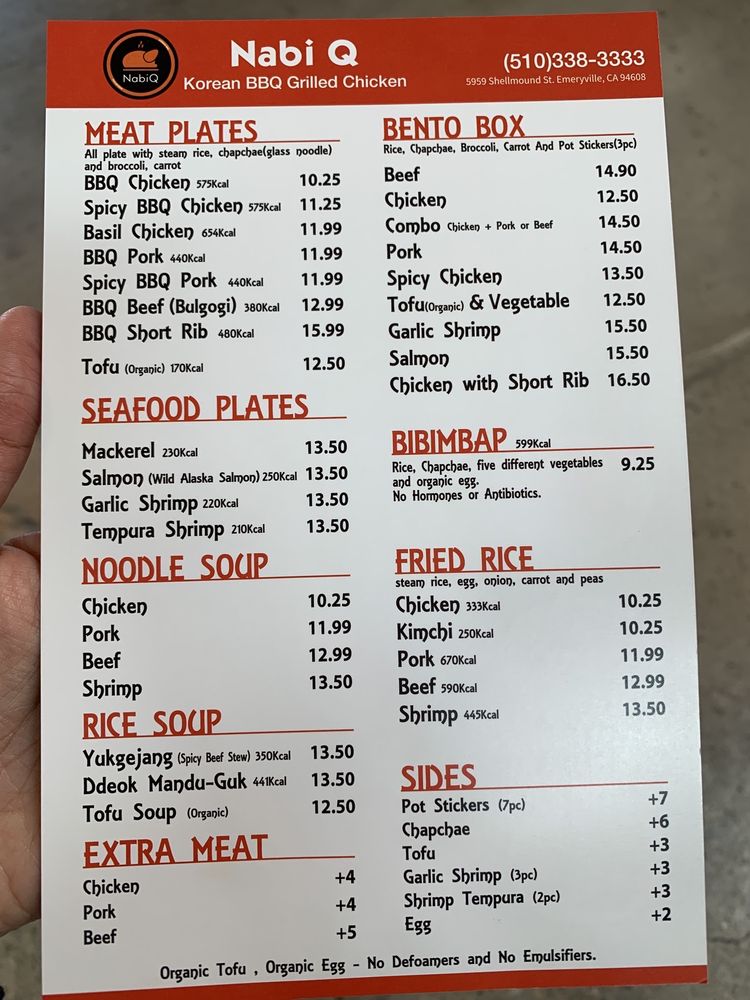 NabiQ
Nabi Q
Korean BBQ Grilled Chicken
(510)338-3333
5959 Shellmound St. Emeryville, CA 94608
MEAT PLATES
All plate with steam rice, chapchae(glass noodle)
and broccoli, carrot
BBQ Chicken 575Kcal 10.25
Spicy BBQ Chicken 575Kcal 11.25
Basil Chicken 654Kcal 11.99
BBQ Pork 440Kcal 11.99
Spicy BBQ Pork 440Kcal 11.99
BBQ Beef (Bulgogi) 380Kcal 12.99
BBQ Short Rib 480Kcal 15.99
Tofu (Organic) 170Kcal 12.50
SEAFOOD PLATES
Mackerel 230Kcal 13.50
Salmon (Wild Alaska Salmon) 250Kcal 13.50
Garlic Shrimp 220Kcal 13.50
Tempura Shrimp 210Kcal 13.50
NOODLE SOUP
Chicken 10.25
Pork 11.99
Beef 12.99
Shrimp 13.50
RICE SOUP
Yukgejang (Spicy Beef Stew) 350Kcal 13.50
Ddeok Mandu-Guk 441Kcal 13.50
Tofu Soup (Organic) 12.50
EXTRA MEAT
Chicken +4
Pork +4
Beef +5
BENTO BOX
Rice, Chapchae, Broccoli, Carrot And Pot Stickers(3pc)
Beef 14.90
Chicken 12.50
Combo Chicken + Pork or Beef 14.50
Pork 14.50
Spicy Chicken 13.50
Tofu(Organic) & Vegetable 12.50
Garlic Shrimp 15.50
Salmon 15.50
Chicken with Short Rib 16.50
BIBIMBAP 599Kcal
Rice, Chapchae, five different vegetables 9.25
and organic egg.
No Hormones or Antibiotics.
FRIED RICE
steam rice, egg, onion, carrot and peas
Chicken 333Kcal 10.25
Kimchi 250Kcal 10.25
Pork 670Kcal 11.99
Beef 590Kcal 12.99
Shrimp 445Kcal 13.50
SIDES
Pot Stickers (7pc) +7
Chapchae +6
Tofu +3
Garlic Shrimp (3pc) +3
Shrimp Tempura (2pc) +3
Egg +2
Organic Tofu , Organic Egg - No Defoamers and No Emulsifiers.